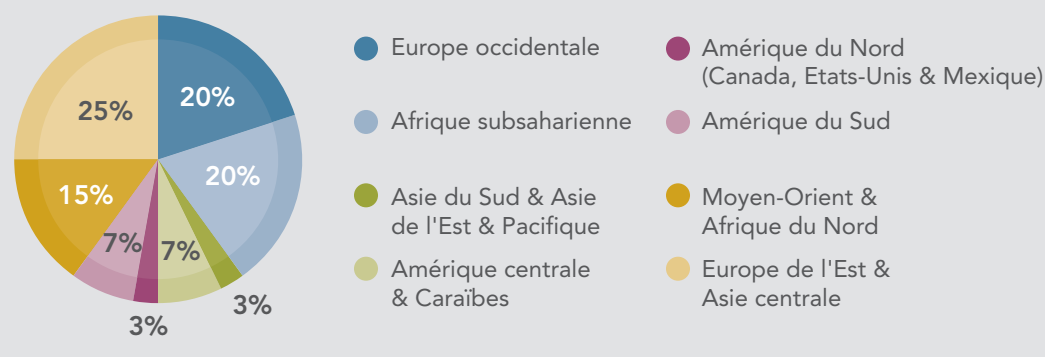 25%
20%
20%
15%
7%
7%
3%
3%
Europe occidentale
Afrique subsaharienne
Asie du Sud & Asie
de l'Est & Pacifique
Amérique centrale
& Caraïbes
Amérique du Nord
(Canada, Etats-Unis & Mexique)
Amérique du Sud
Moyen-Orient &
Afrique du Nord
Europe de l'Est &
Asie centrale